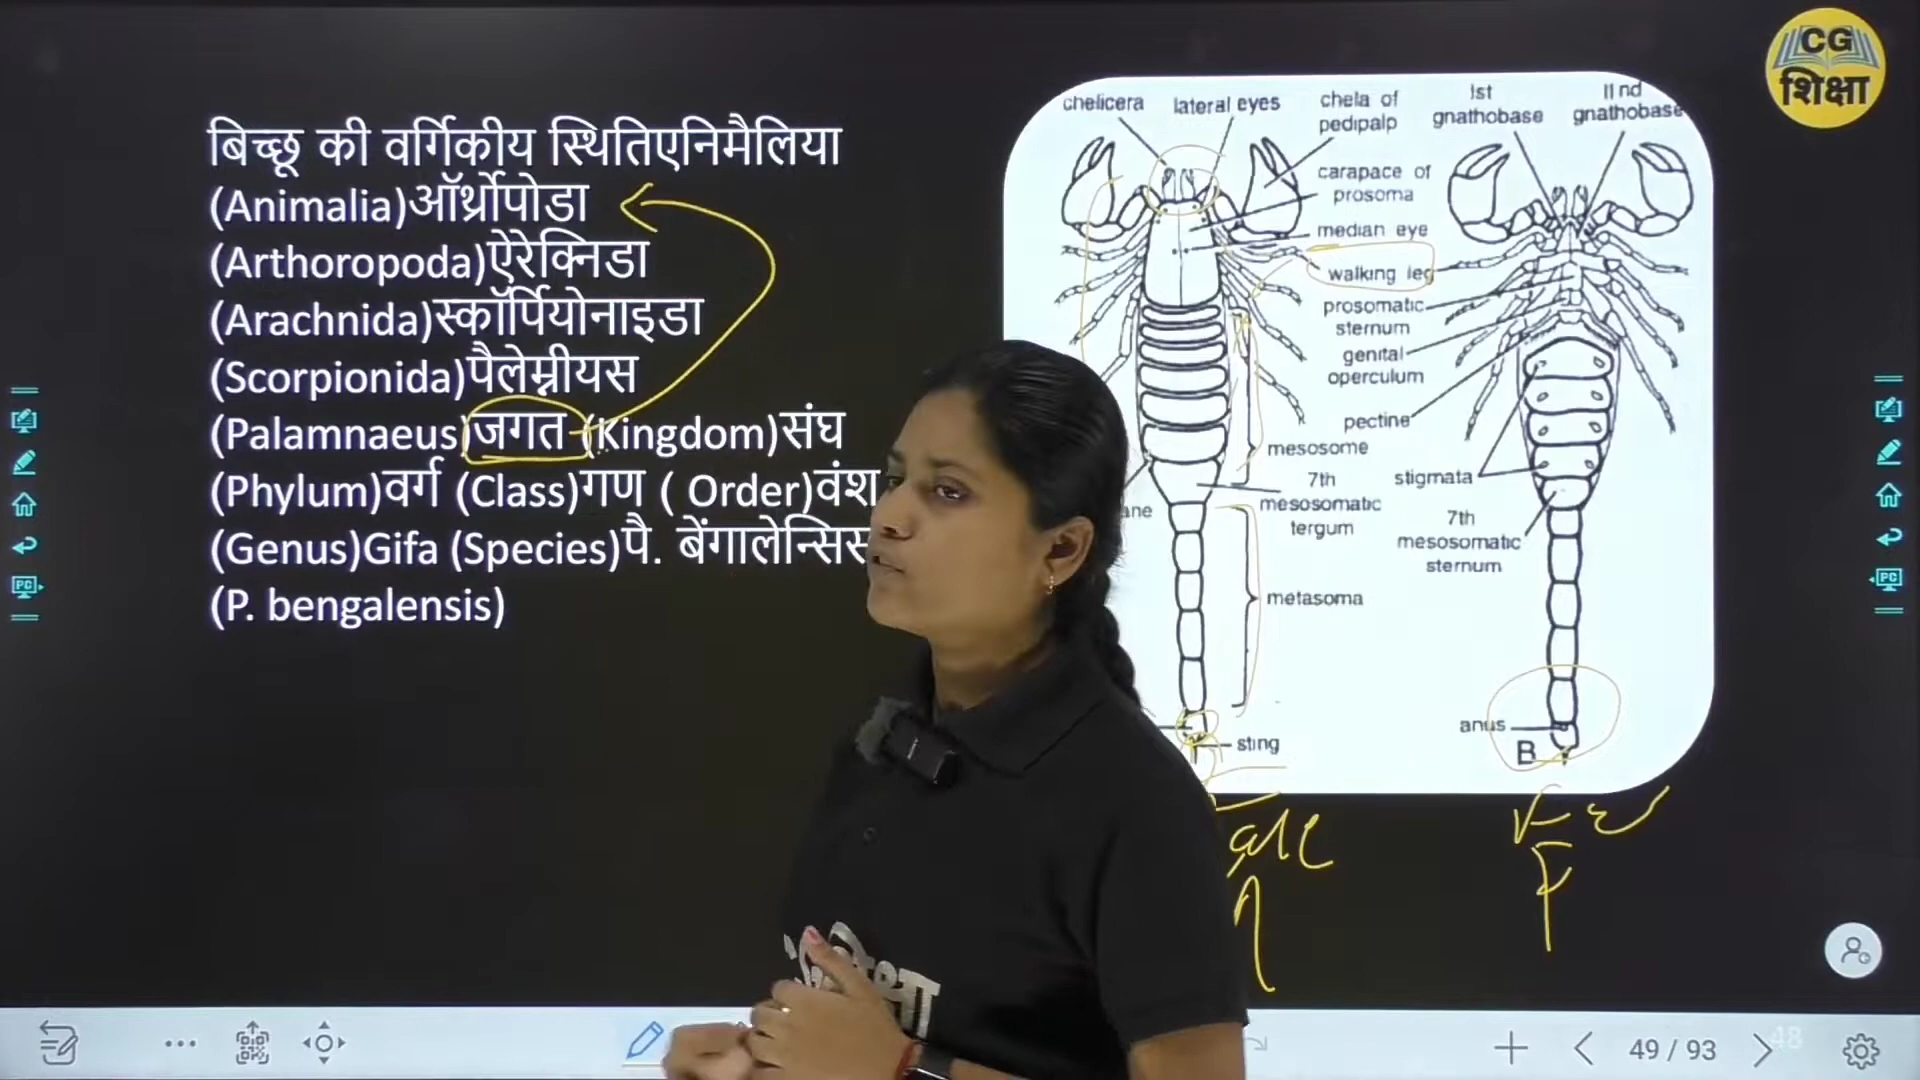 बिच्छू की वर्गिकीय स्थितिएनिमैलिया
(Animalia)ऑर्थ्रोपोडा
(Arthoropoda)ऐरेक्निडा
(Arachnida)स्कॉर्पियोनाइडा
(Scorpionida)पैलेम्नीयस
(Palamnaeus)जगत (Kingdom)संघ
(Phylum)वर्ग (Class)गण ( Order)वंश
(Genus)Gifa (Species)पै. बेंगालेन्सिस
(P. bengalensis)
chelicera
lateral eyes
chela of
pedipalp
carapace of
prosoma
median eye
walking leg
prosomatic
sternum
genital
operculum
pectine
mesosome
stigmata
7th
mesosomatic
tergum
7th
mesosomatic
sternum
metasoma
sting
Ist
gnathobase
II nd
gnathobase
anus
B
CG
शिक्षा
49 / 93
48
PC
PC